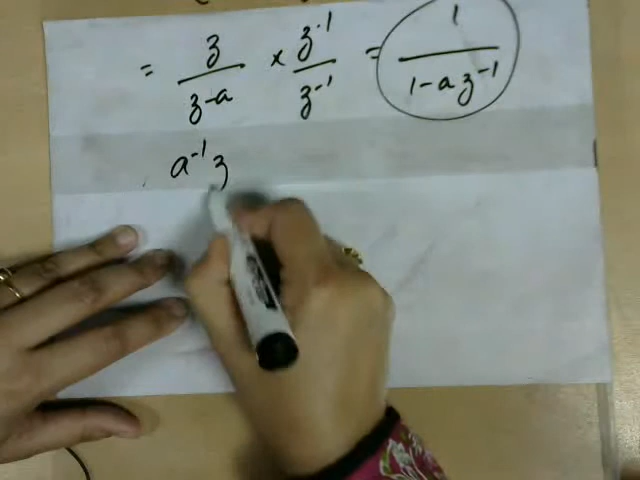 = z/(z-a) × z⁻¹/z⁻¹ = 1/(1-az⁻¹)
a⁻¹z